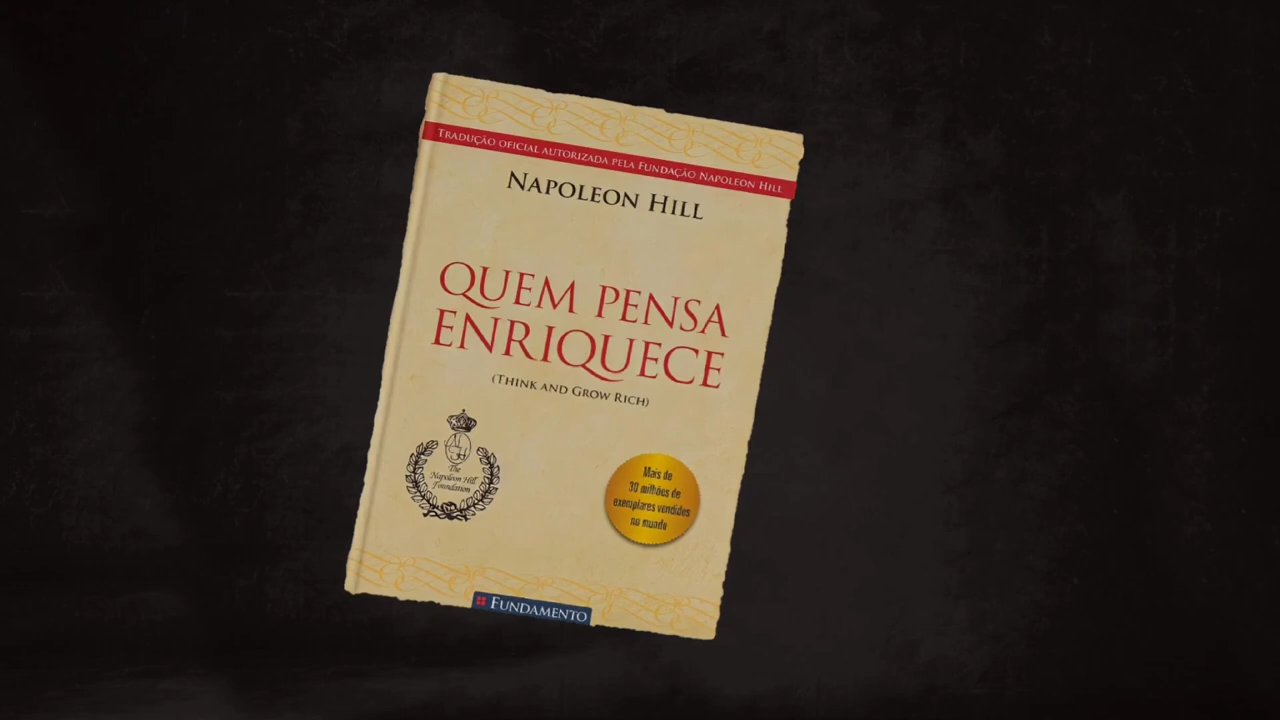 Tradução oficial autorizada pela Fundação Napoleon Hill
Napoleon Hill
QUEM PENSA
ENRIQUECE
(Think and Grow Rich)
The
Napoleon Hill
Foundation
Mais de
30 milhões de
exemplares vendidos
no mundo
Fundamento